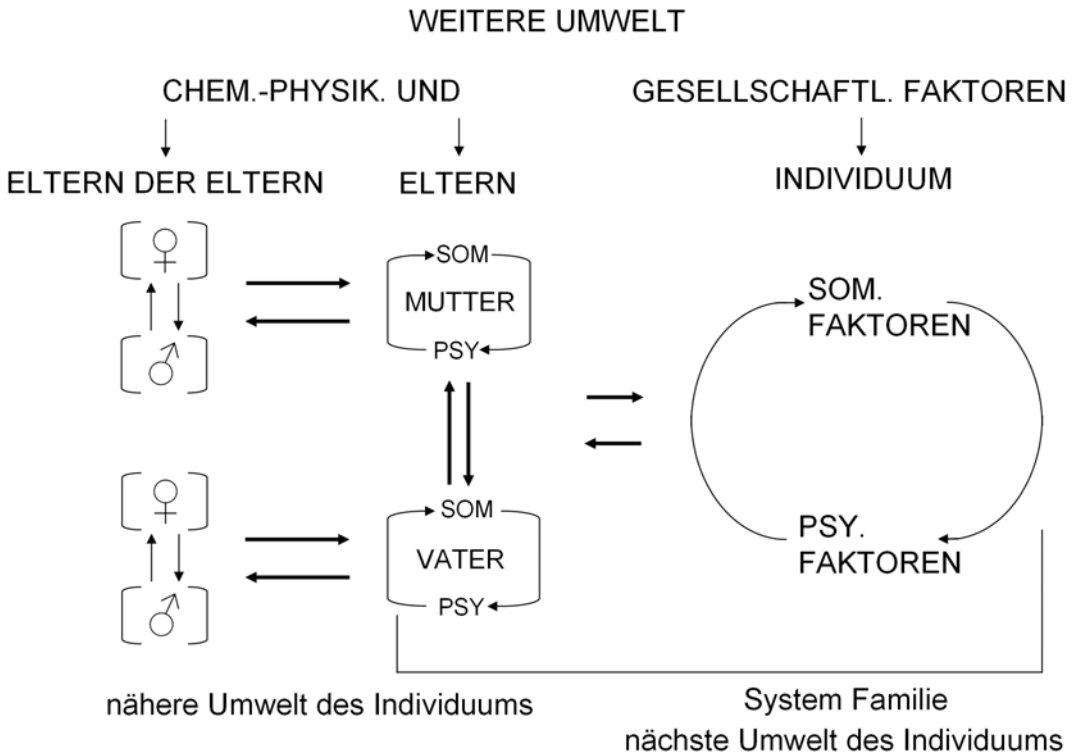 WEITERE UMWELT
CHEM.-PHYSIK. UND
GESELLSCHAFTL. FAKTOREN
ELTERN DER ELTERN
ELTERN
INDIVIDUUM
SOM
MUTTER
PSY
SOM
VATER
PSY
SOM.
FAKTOREN
PSY.
FAKTOREN
nähere Umwelt des Individuums
System Familie
nächste Umwelt des Individuums